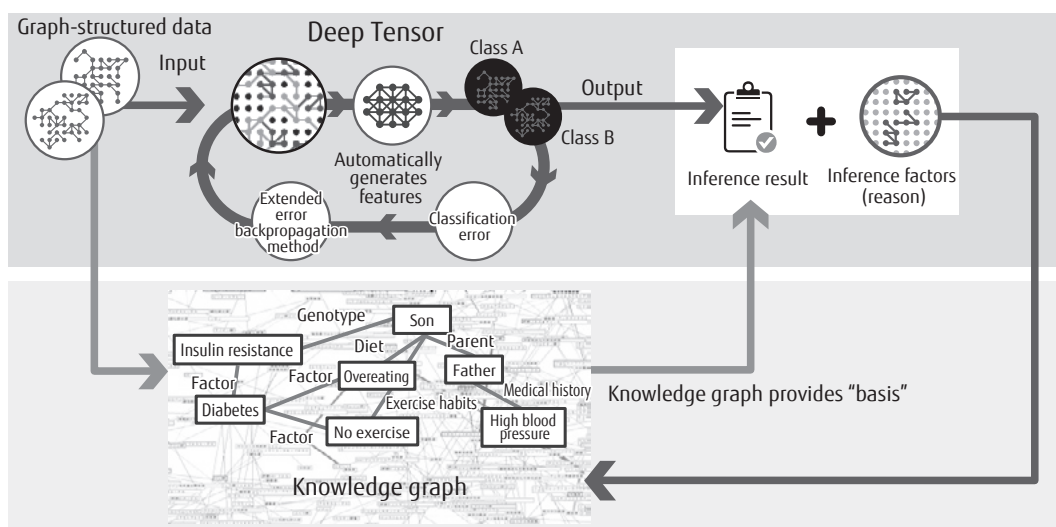 Graph-structured data
Deep Tensor
Input
Class A
Class B
Output
Automatically
generates
features
Extended
error
backpropagation
method
Classification
error
Inference result
Inference factors
(reason)
Genotype
Son
Insulin resistance
Diet
Parent
Factor
Factor
Overeating
Father
Diabetes
Exercise habits
Medical history
Factor
No exercise
High blood
pressure
Knowledge graph
Knowledge graph provides “basis”